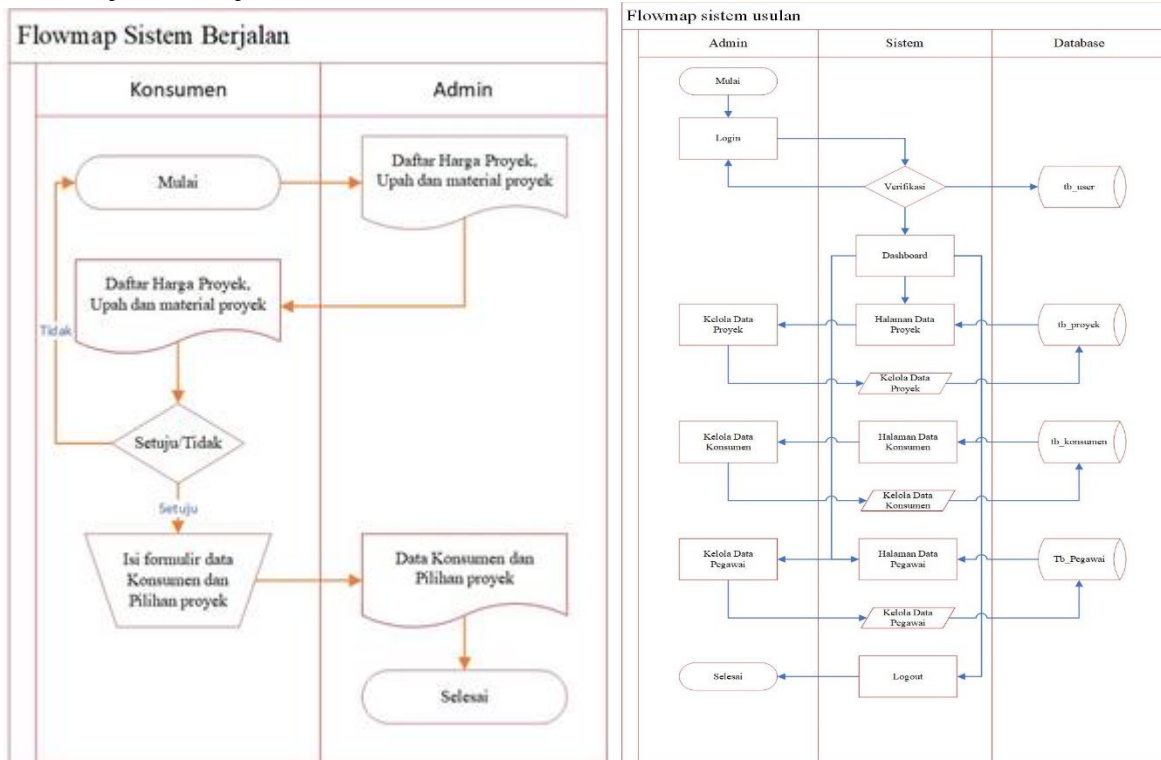 Flowmap Sistem Berjalan
Konsumen
Admin
Mulai
Daftar Harga Proyek,
Upah dan material proyek
Daftar Harga Proyek,
Upah dan material proyek
Tidak
Setuju/Tidak
Setuju
Isi formulir data
Konsumen dan
Pilihan proyek
Data Konsumen dan
Pilihan proyek
Selesai
Flowmap sistem usulan
Admin
Sistem
Database
Mulai
Login
Verifikasi
tb_user
Dashboard
Kelola Data
Proyek
Halaman Data
Proyek
tb_proyek
Kelola Data
Proyek
Kelola Data
Konsumen
Halaman Data
Konsumen
tb_konsumen
Kelola Data
Konsumen
Kelola Data
Pegawai
Halaman Data
Pegawai
Tb_Pegawai
Kelola Data
Pegawai
Selesai
Logout